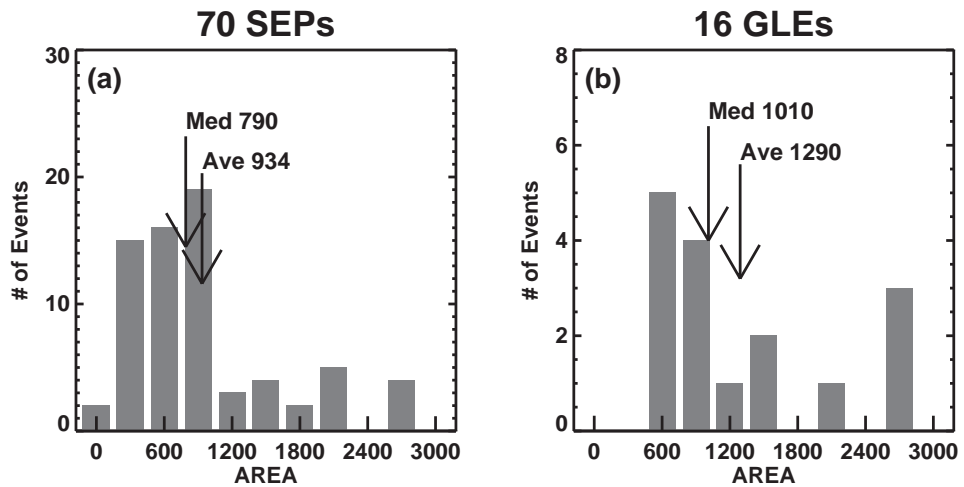 70 SEPs
16 GLEs
(a)
Med 790
Ave 934
30
20
10
0
# of Events
0 600 1200 1800 2400 3000
AREA
(b)
Med 1010
Ave 1290
8
6
4
2
0
# of Events
0 600 1200 1800 2400 3000
AREA